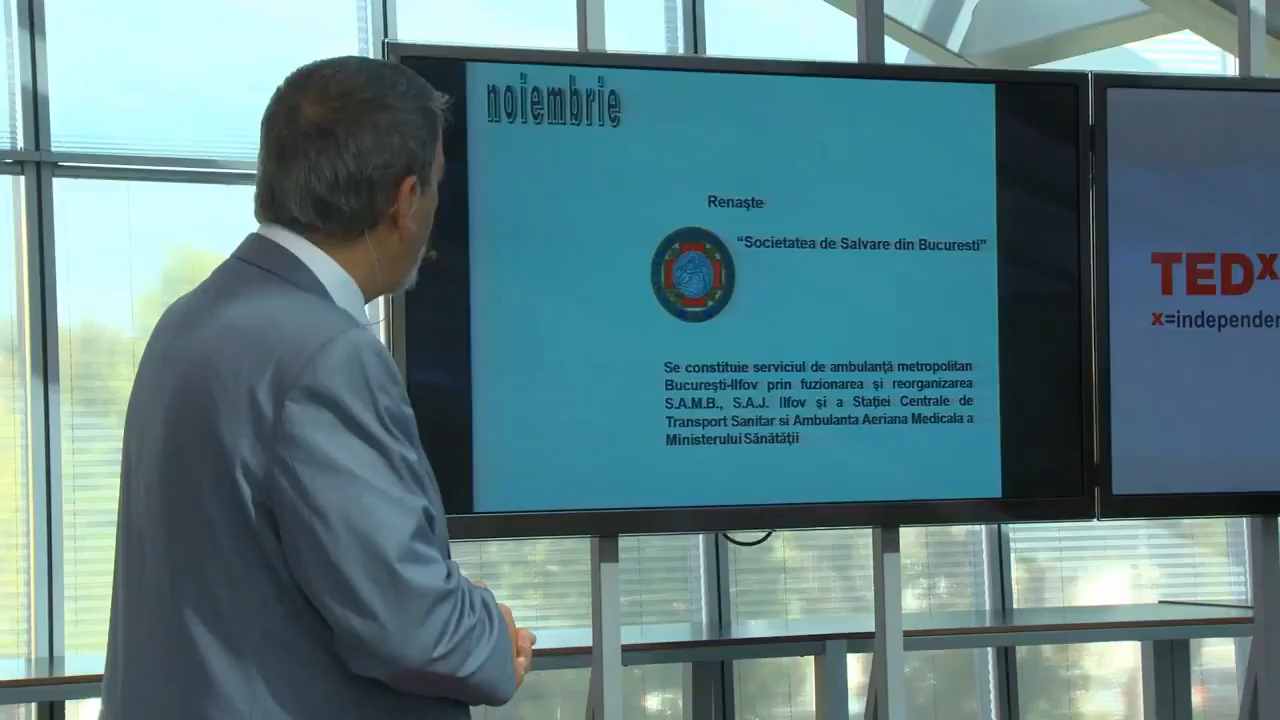 noiembrie
Renaşte
“Societatea de Salvare din Bucuresti”
Se constituie serviciul de ambulanţă metropolitan
Bucureşti-Ilfov prin fuzionarea şi reorganizarea
S.A.M.B., S.A.J. Ilfov şi a Staţiei Centrale de
Transport Sanitar si Ambulanta Aeriana Medicala a
Ministerului Sănătăţii
TEDx
x=independen